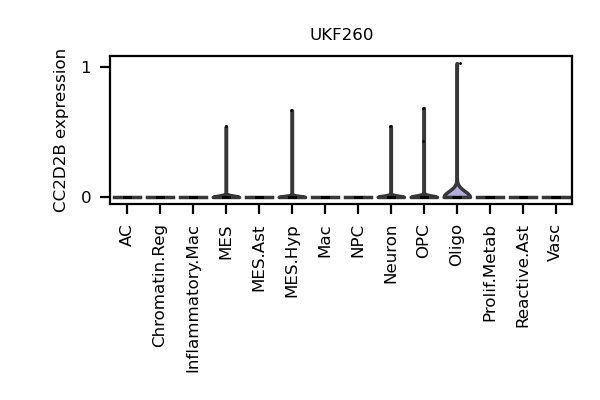 UKF260
CC2D2B expression
1
0
AC
Chromatin.Reg
Inflammatory.Mac
MES
MES.Ast
MES.Hyp
Mac
NPC
Neuron
OPC
Oligo
Prolif.Metab
Reactive.Ast
Vasc